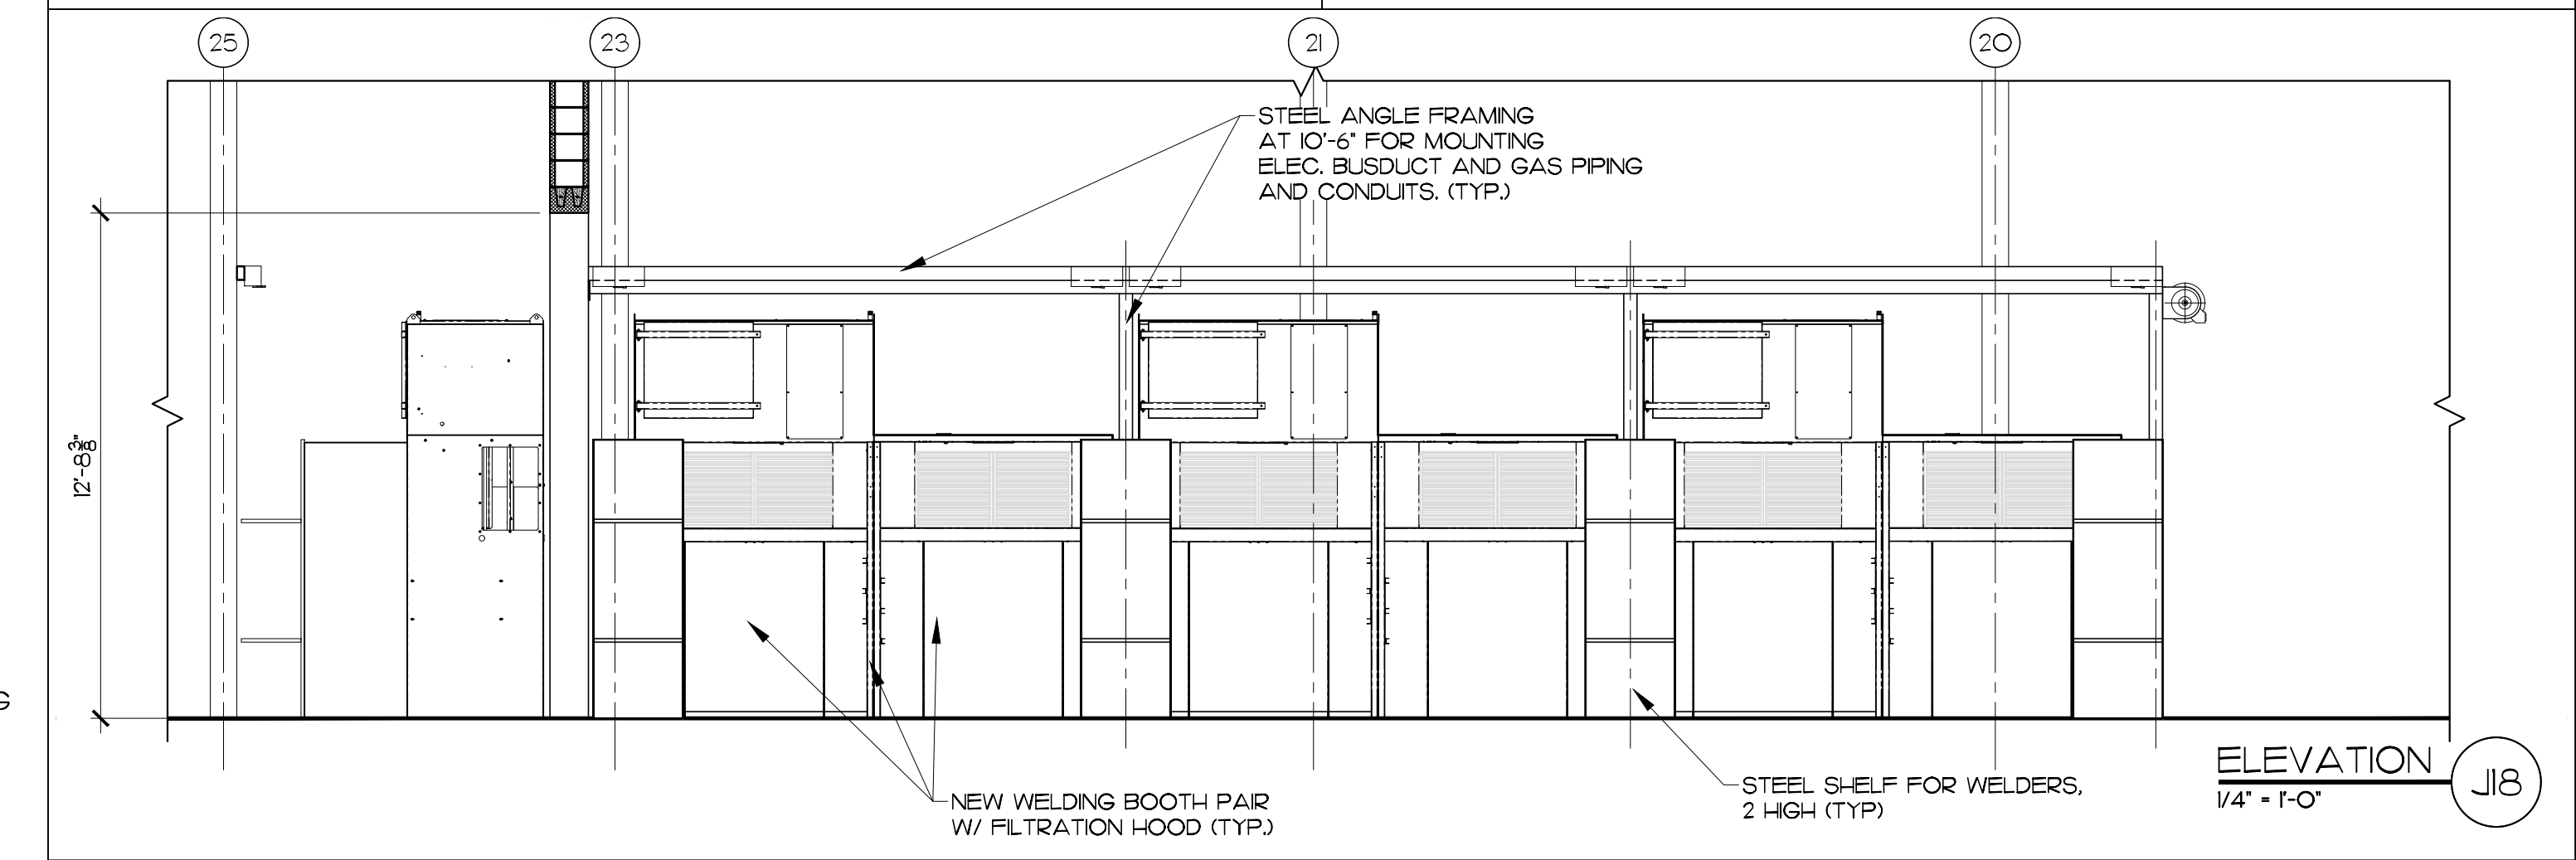 25
23
21
20
STEEL ANGLE FRAMING
AT 10'-6" FOR MOUNTING
ELEC. BUSDUCT AND GAS PIPING
AND CONDUITS. (TYP.)
12'-8 3/8"
G
NEW WELDING BOOTH PAIR
W/ FILTRATION HOOD (TYP.)
STEEL SHELF FOR WELDERS,
2 HIGH (TYP)
ELEVATION
1/4" = 1'-0"
J18